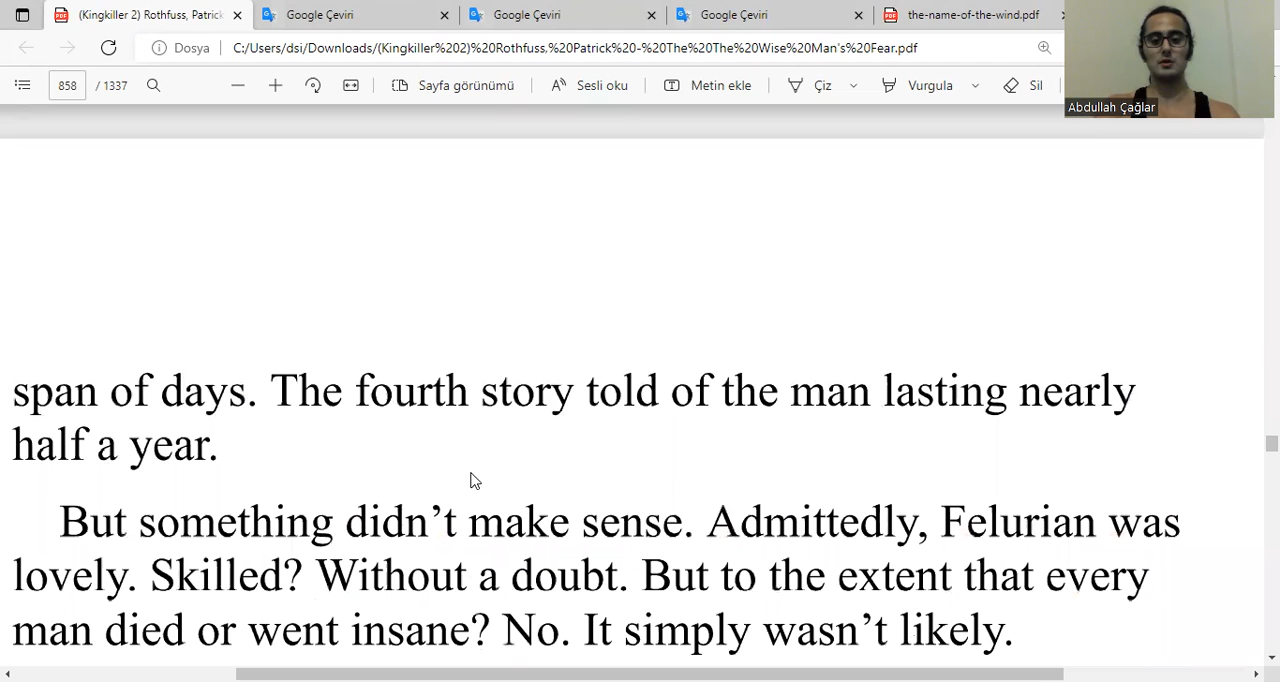 (Kingkiller 2) Rothfuss, Patrick
Google Çeviri
Google Çeviri
Google Çeviri
the-name-of-the-wind.pdf
Dosya
C:/Users/dsi/Downloads/(Kingkiller%202)%20Rothfuss,%20Patrick%20-%20The%20The%20Wise%20Man's%20Fear.pdf
858 / 1337
Sayfa görünümü
Sesli oku
Metin ekle
Çiz
Vurgula
Sil
Abdullah Çağlar
span of days. The fourth story told of the man lasting nearly
half a year.
But something didn’t make sense. Admittedly, Felurian was
lovely. Skilled? Without a doubt. But to the extent that every
man died or went insane? No. It simply wasn’t likely.